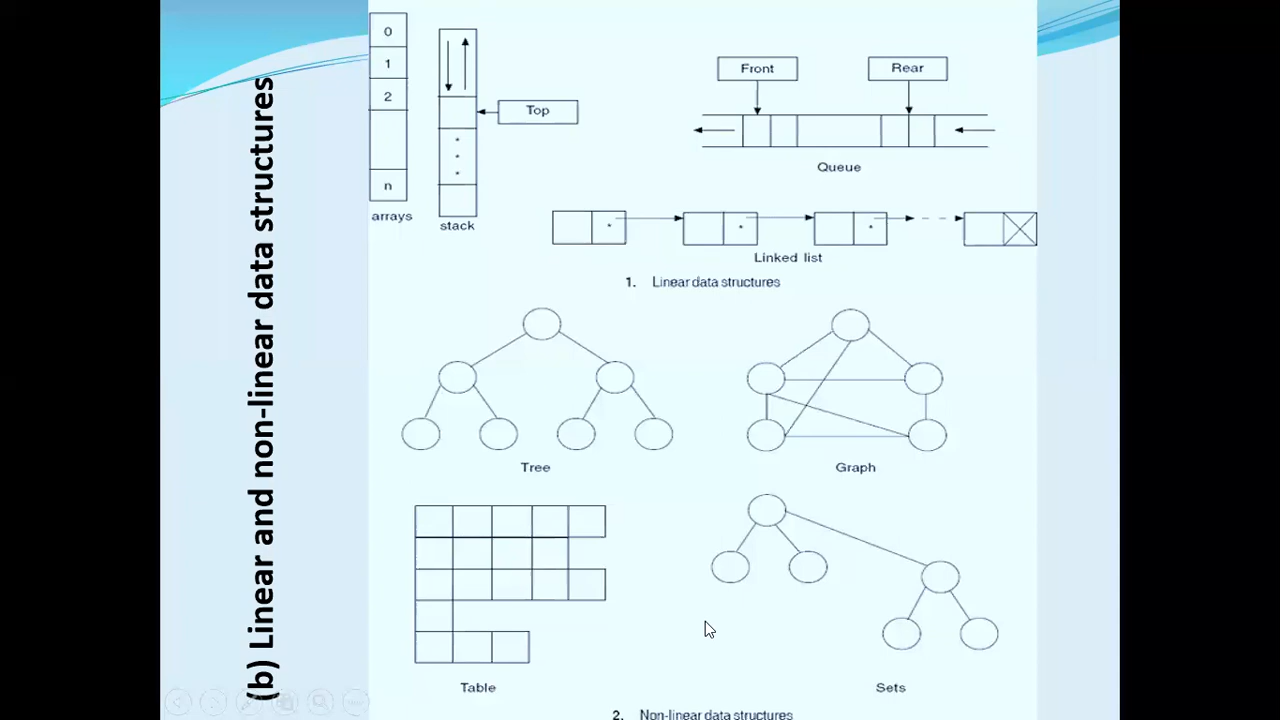 (b) Linear and non-linear data structures
0
1
2
n
arrays
stack
Top
Front
Rear
Queue
Linked list
1. Linear data structures
Tree
Graph
Table
Sets
2. Non-linear data structures